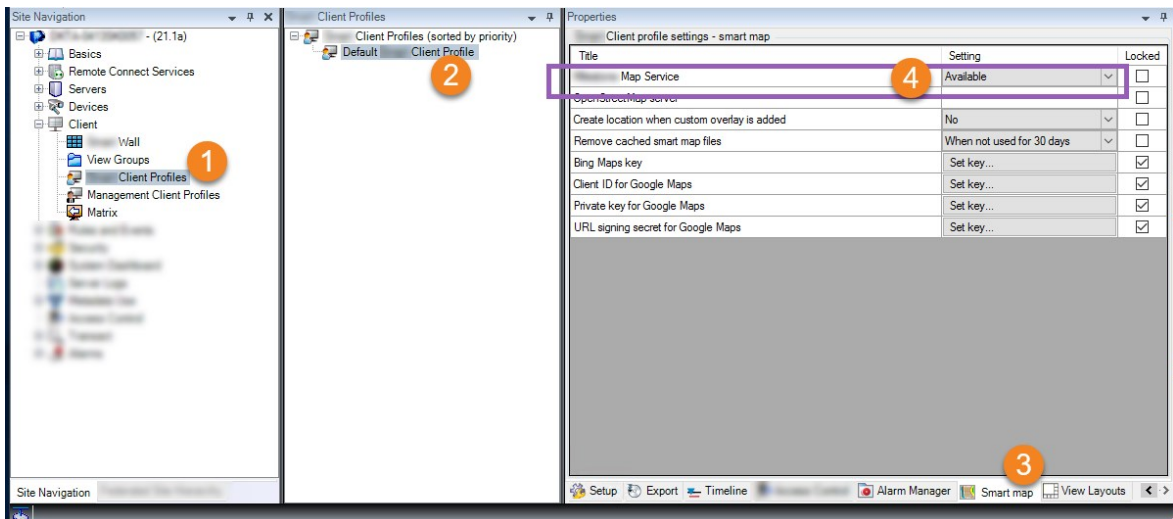 Site Navigation
- (21.1a)
Basics
Remote Connect Services
Servers
Devices
Client
Wall
View Groups
Client Profiles
Management Client Profiles
Matrix
1
Site Navigation
Client Profiles
Client Profiles (sorted by priority)
Default Client Profile
2
Properties
Client profile settings - smart map
Title Setting Locked
Map Service Available
4
OpenStreetMap server
Create location when custom overlay is added No
Remove cached smart map files When not used for 30 days
Bing Maps key Set key...
Client ID for Google Maps Set key...
Private key for Google Maps Set key...
URL signing secret for Google Maps Set key...
3
Setup Export Timeline Alarm Manager Smart map View Layouts